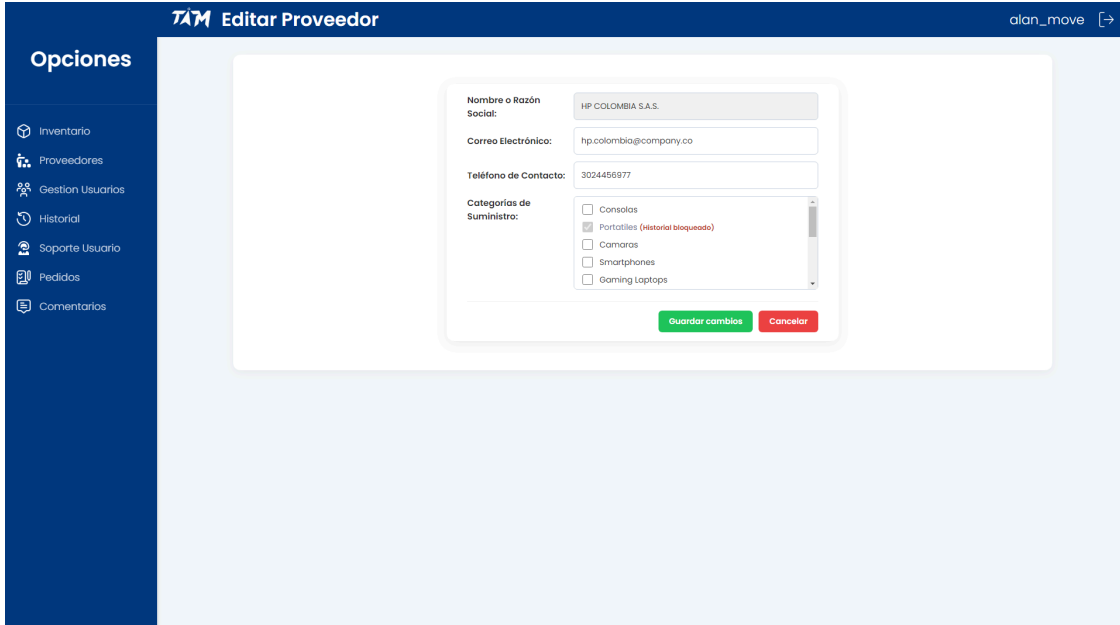 TAM Editar Proveedor
alan_move
Opciones
Inventario
Proveedores
Gestion Usuarios
Historial
Soporte Usuario
Pedidos
Comentarios
Nombre o Razón
Social:
HP COLOMBIA S.A.S.
Correo Electrónico:
hp.colombia@company.co
Teléfono de Contacto:
3024456977
Categorías de
Suministro:
Consolas
Portatiles (Historial bloqueado)
Camaras
Smartphones
Gaming Laptops
Guardar cambios
Cancelar